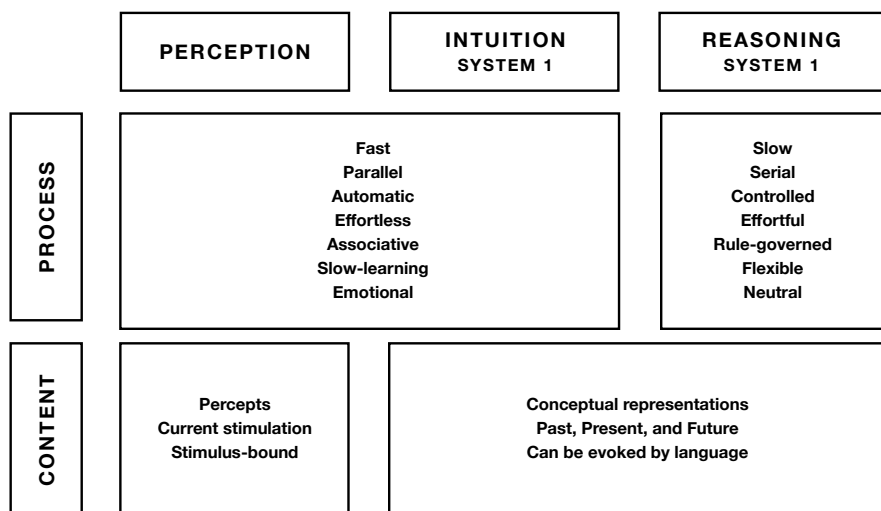 PERCEPTION
INTUITION
SYSTEM 1
REASONING
SYSTEM 1
PROCESS
Fast
Parallel
Automatic
Effortless
Associative
Slow-learning
Emotional
Slow
Serial
Controlled
Effortful
Rule-governed
Flexible
Neutral
CONTENT
Percepts
Current stimulation
Stimulus-bound
Conceptual representations
Past, Present, and Future
Can be evoked by language